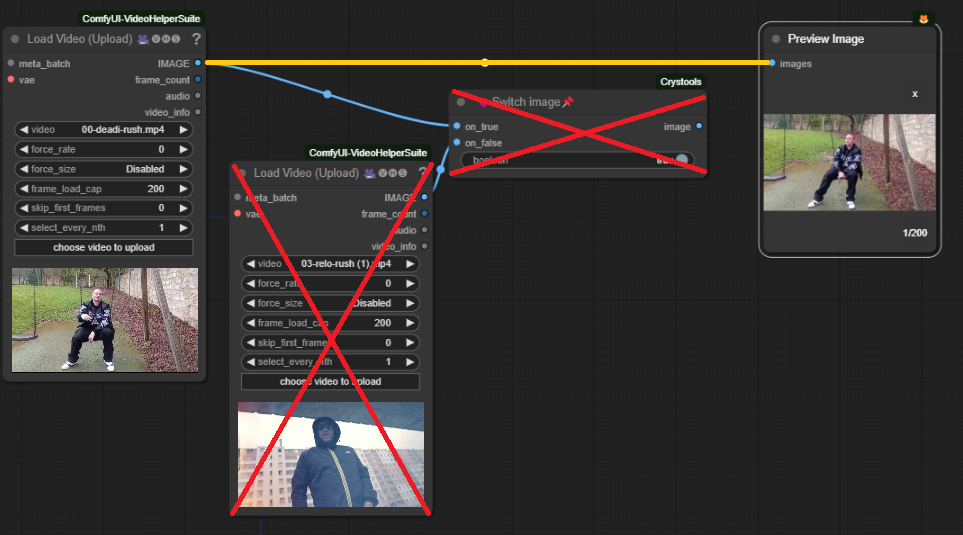 ComfyUI-VideoHelperSuite
Load Video (Upload) 🎥🅥🅗🅢 ?
meta_batch IMAGE
vae frame_count
audio
video_info
◀ video 00-deadi-rush.mp4 ▶
◀ force_rate 0 ▶
◀ force_size Disabled ▶
◀ frame_load_cap 200 ▶
◀ skip_first_frames 0 ▶
◀ select_every_nth 1 ▶
choose video to upload
ComfyUI-VideoHelperSuite
Load Video (Upload) 🎥🅥🅗🅢 ?
meta_batch IMAGE
vae frame_count
audio
video_info
◀ video 03-relo-rush (1).mp4 ▶
◀ force_rate 0 ▶
◀ force_size Disabled ▶
◀ frame_load_cap 200 ▶
◀ skip_first_frames 0 ▶
◀ select_every_nth 1 ▶
choose video to upload
Crystools
Switch image📌
on_true image
on_false
boolean true
🦊
Preview Image
images
x
1/200